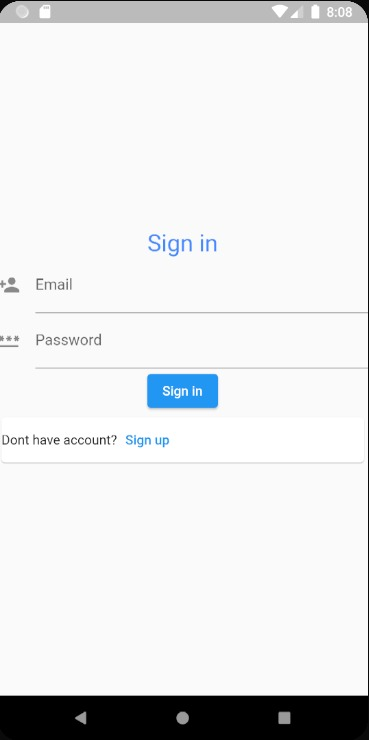 8:08
Sign in
Email
Password
Sign in
Dont have account? Sign up